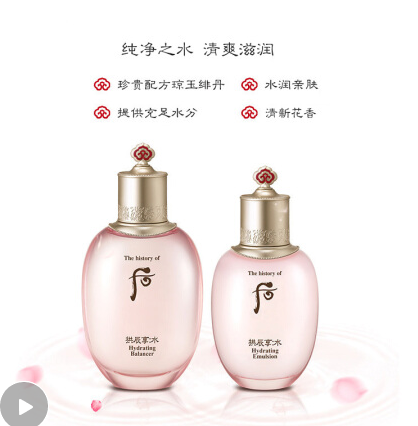 纯净之水 清爽滋润
珍贵配方琼玉绯丹
水润亲肤
提供充足水分
清新花香
The history of
后
拱辰享:水
Hydrating
Balancer
The history of
后
拱辰享:水
Hydrating
Emulsion